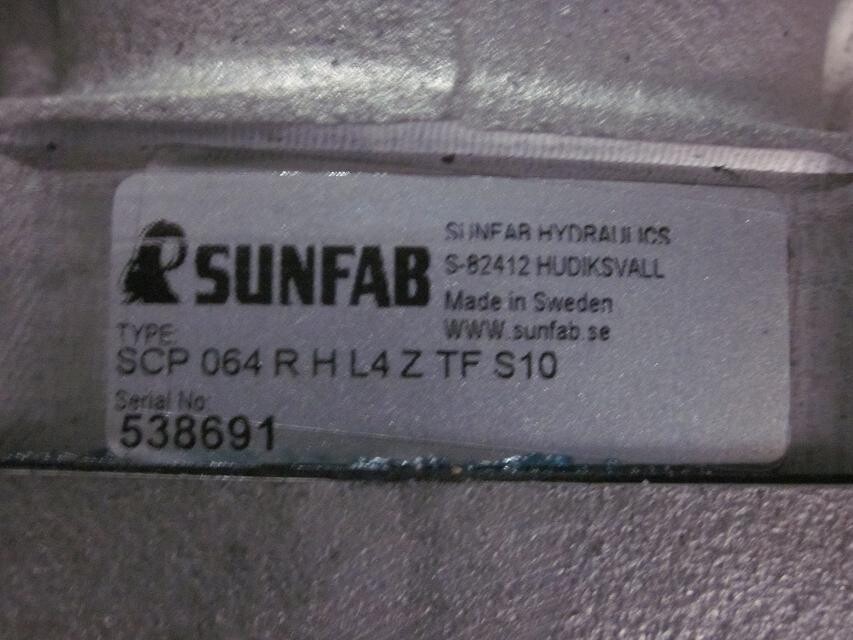 SUNFAB
SUNFAB HYDRAULICS
S-82412 HUDIKSVALL
Made in Sweden
WWW.sunfab.se
TYPE:
SCP 064 R H L4 Z TF S10
Serial No:
538691